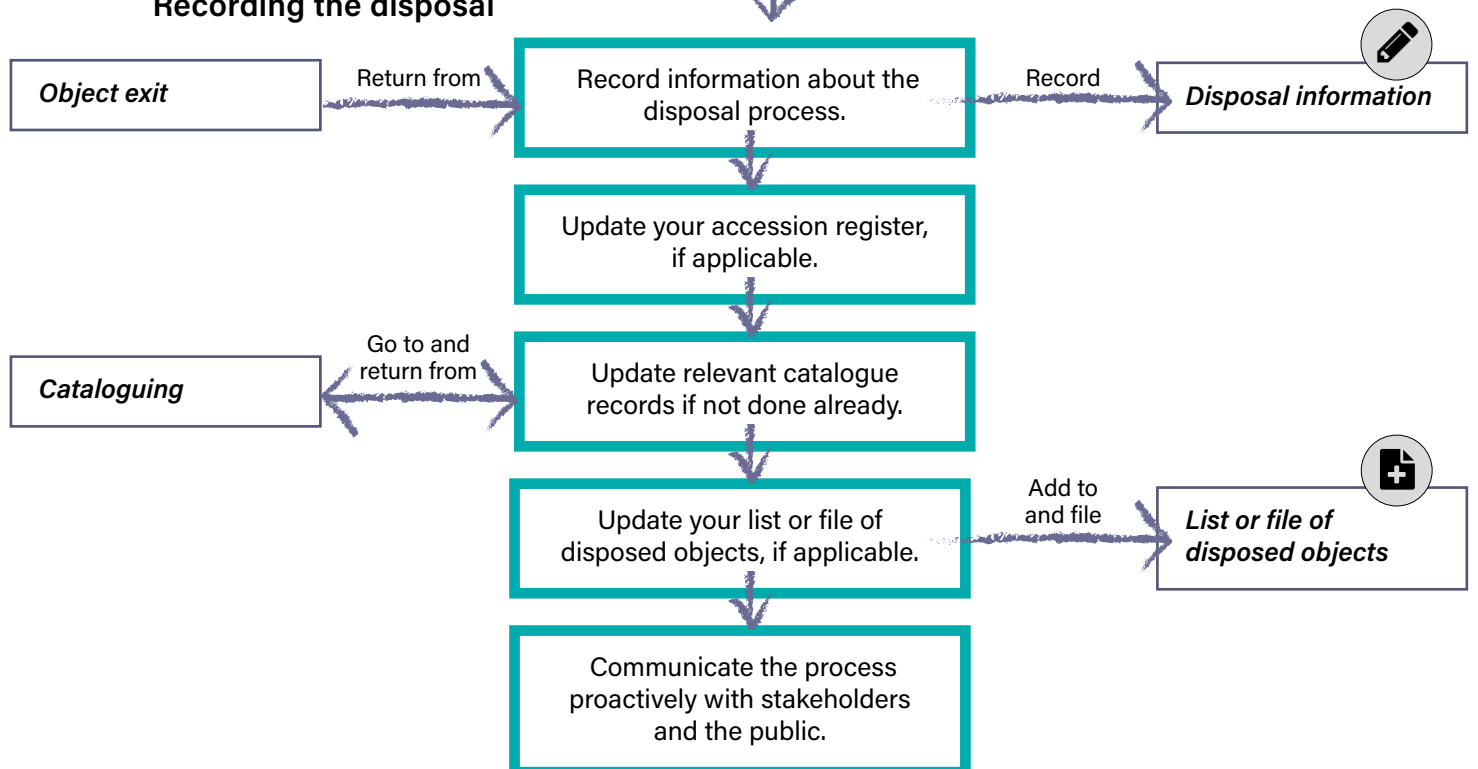 Recording the disposal
Object exit
Return from
Record information about the
disposal process.
Record
Disposal information
Update your accession register,
if applicable.
Cataloguing
Go to and
return from
Update relevant catalogue
records if not done already.
Update your list or file of
disposed objects, if applicable.
Add to
and file
List or file of
disposed objects
Communicate the process
proactively with stakeholders
and the public.